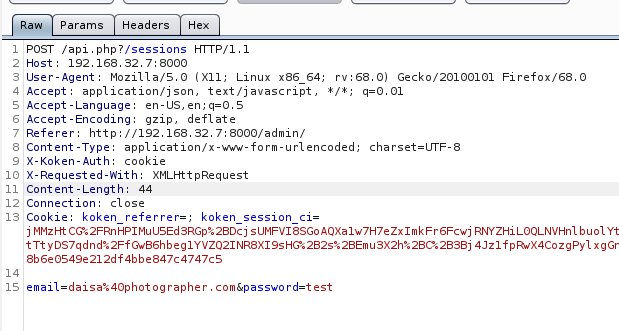 Raw Params Headers Hex
1 POST /api.php?/sessions HTTP/1.1
2 Host: 192.168.32.7:8000
3 User-Agent: Mozilla/5.0 (X11; Linux x86_64; rv:68.0) Gecko/20100101 Firefox/68.0
4 Accept: application/json, text/javascript, */*; q=0.01
5 Accept-Language: en-US,en;q=0.5
6 Accept-Encoding: gzip, deflate
7 Referer: http://192.168.32.7:8000/admin/
8 Content-Type: application/x-www-form-urlencoded; charset=UTF-8
9 X-Koken-Auth: cookie
10 X-Requested-With: XMLHttpRequest
11 Content-Length: 44
12 Connection: close
13 Cookie: koken_referrer=; koken_session_ci=
jMMzHtCG%2FRnHPIMuU5Ed3RGp%2BDcjsUMFVI8SGoAQXa1w7H7eZxImkFr6FcwjRNYZHiL0QLNVHnlbuolYt
tTtyDS7qdnd%2FfGwB6hbeg1YVZQ2INR8XI9sHG%2B2s%2BEmu3X2h%2BC%2B3Bj4Jz1fpRwX4CozgPylxgGn
8b6e0549e212df4bbe847c4747c5
14
15 email=daisa%40photographer.com&password=test